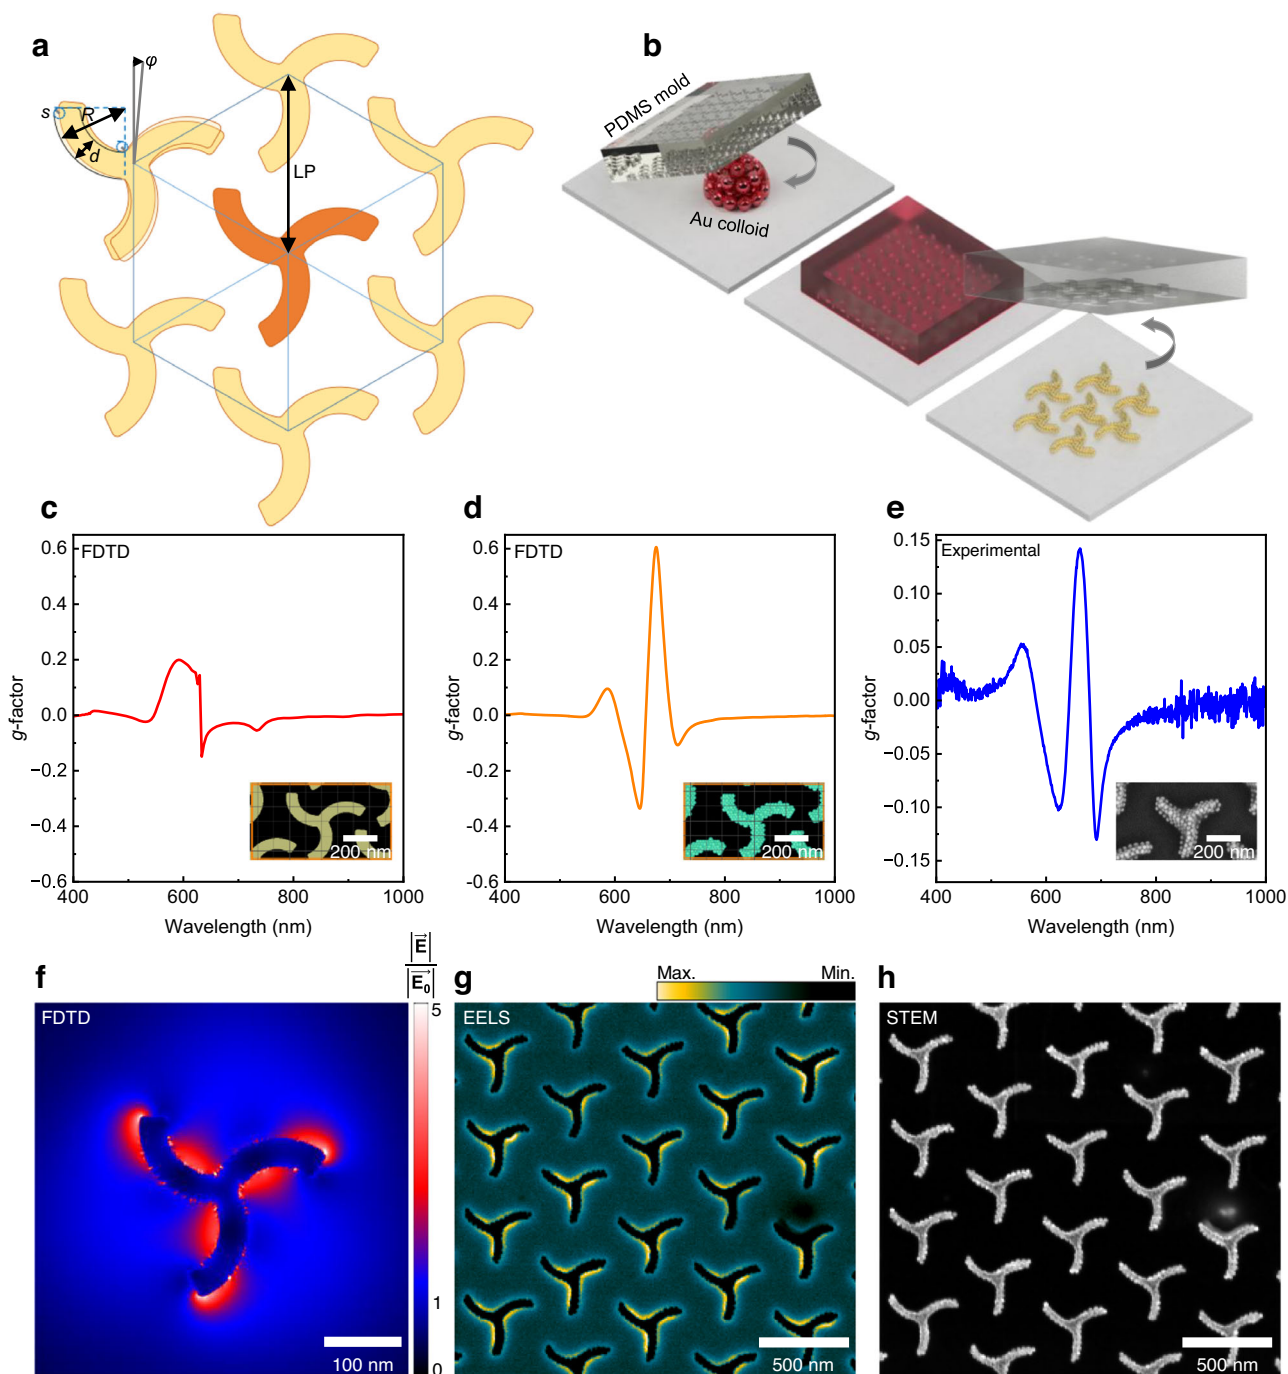 a
φ
s
R
d
LP
b
PDMS mold
Au colloid
c
FDTD
0.6
0.4
0.2
0.0
−0.2
−0.4
−0.6
g-factor
200 nm
400
600
800
1000
Wavelength (nm)
d
FDTD
0.6
0.4
0.2
0.0
−0.2
−0.4
−0.6
g-factor
200 nm
400
600
800
1000
Wavelength (nm)
e
Experimental
0.15
0.10
0.05
0.00
−0.05
−0.10
−0.15
g-factor
200 nm
400
600
800
1000
Wavelength (nm)
f
FDTD
|E|
|E₀|
5
1
0
100 nm
g
Max.
Min.
EELS
500 nm
h
STEM
500 nm